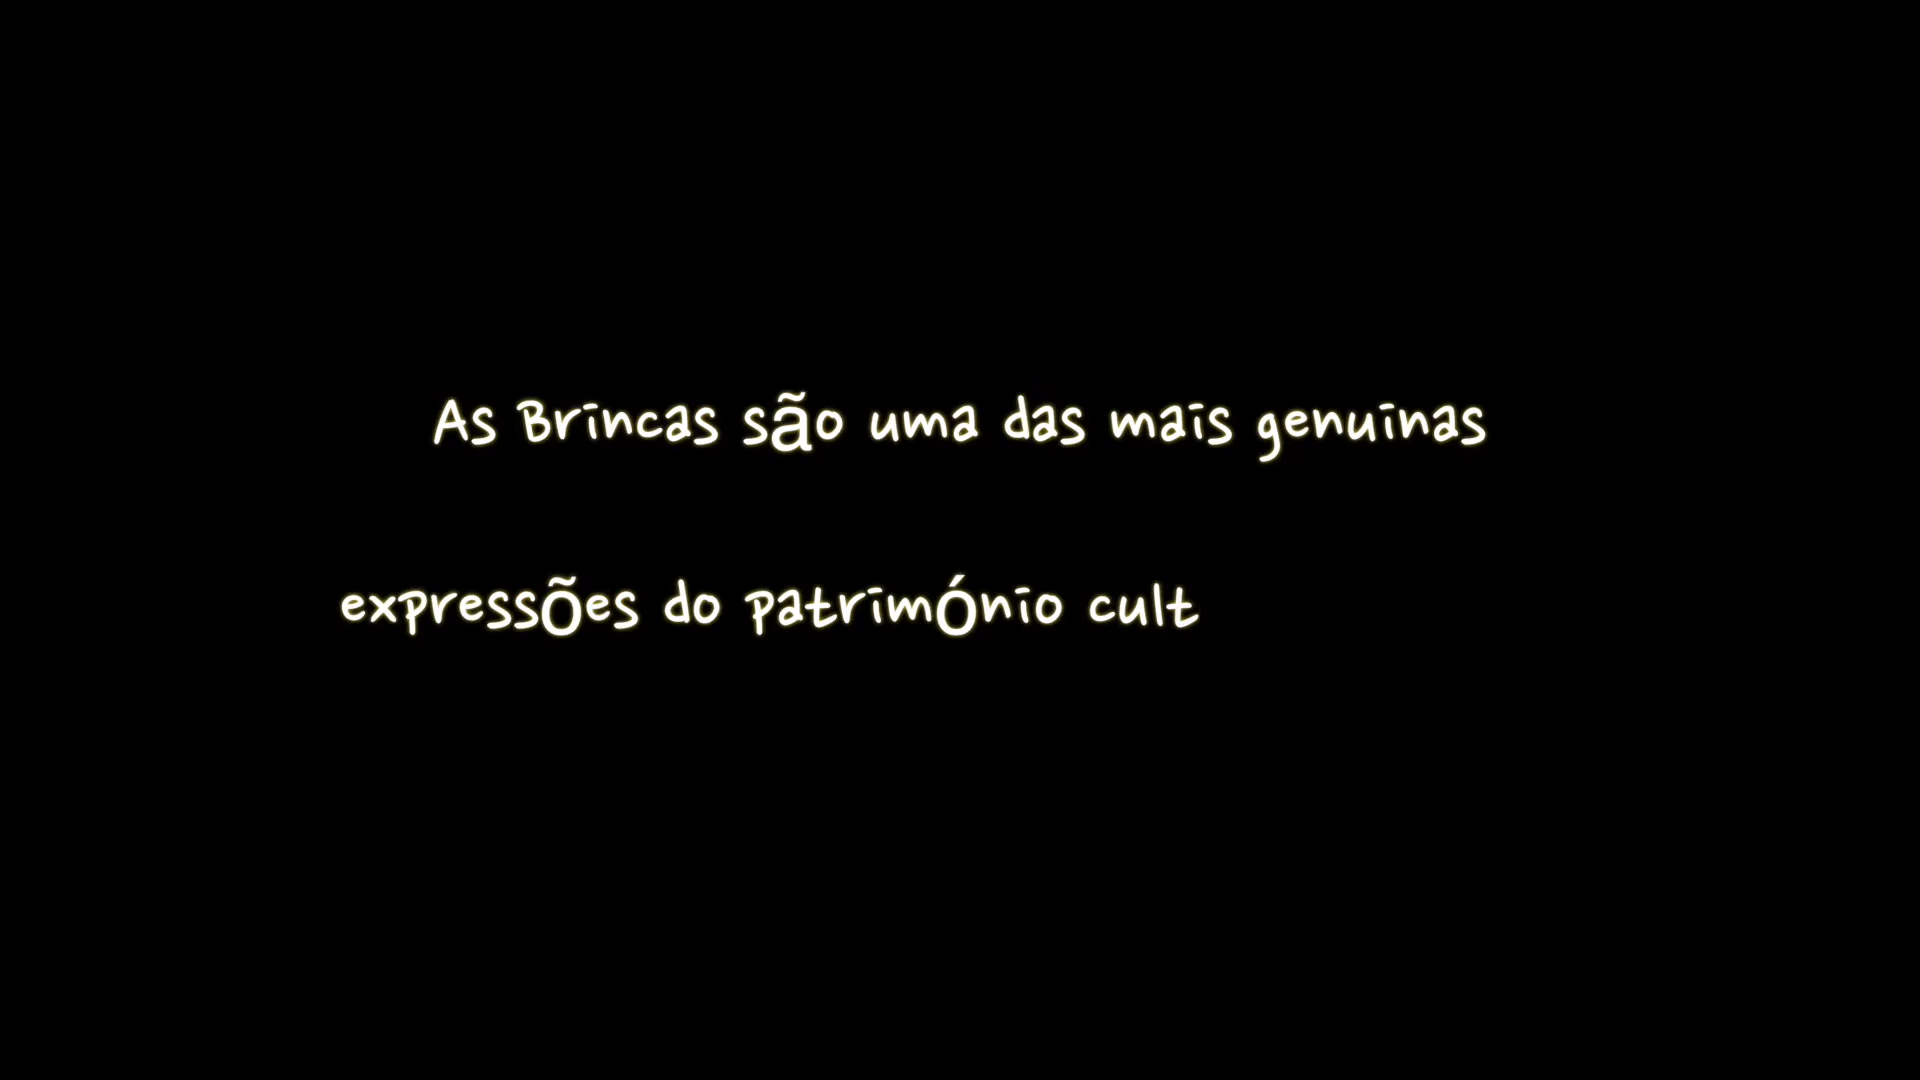 As Brincas são uma das mais genuinas
expressões do património cult